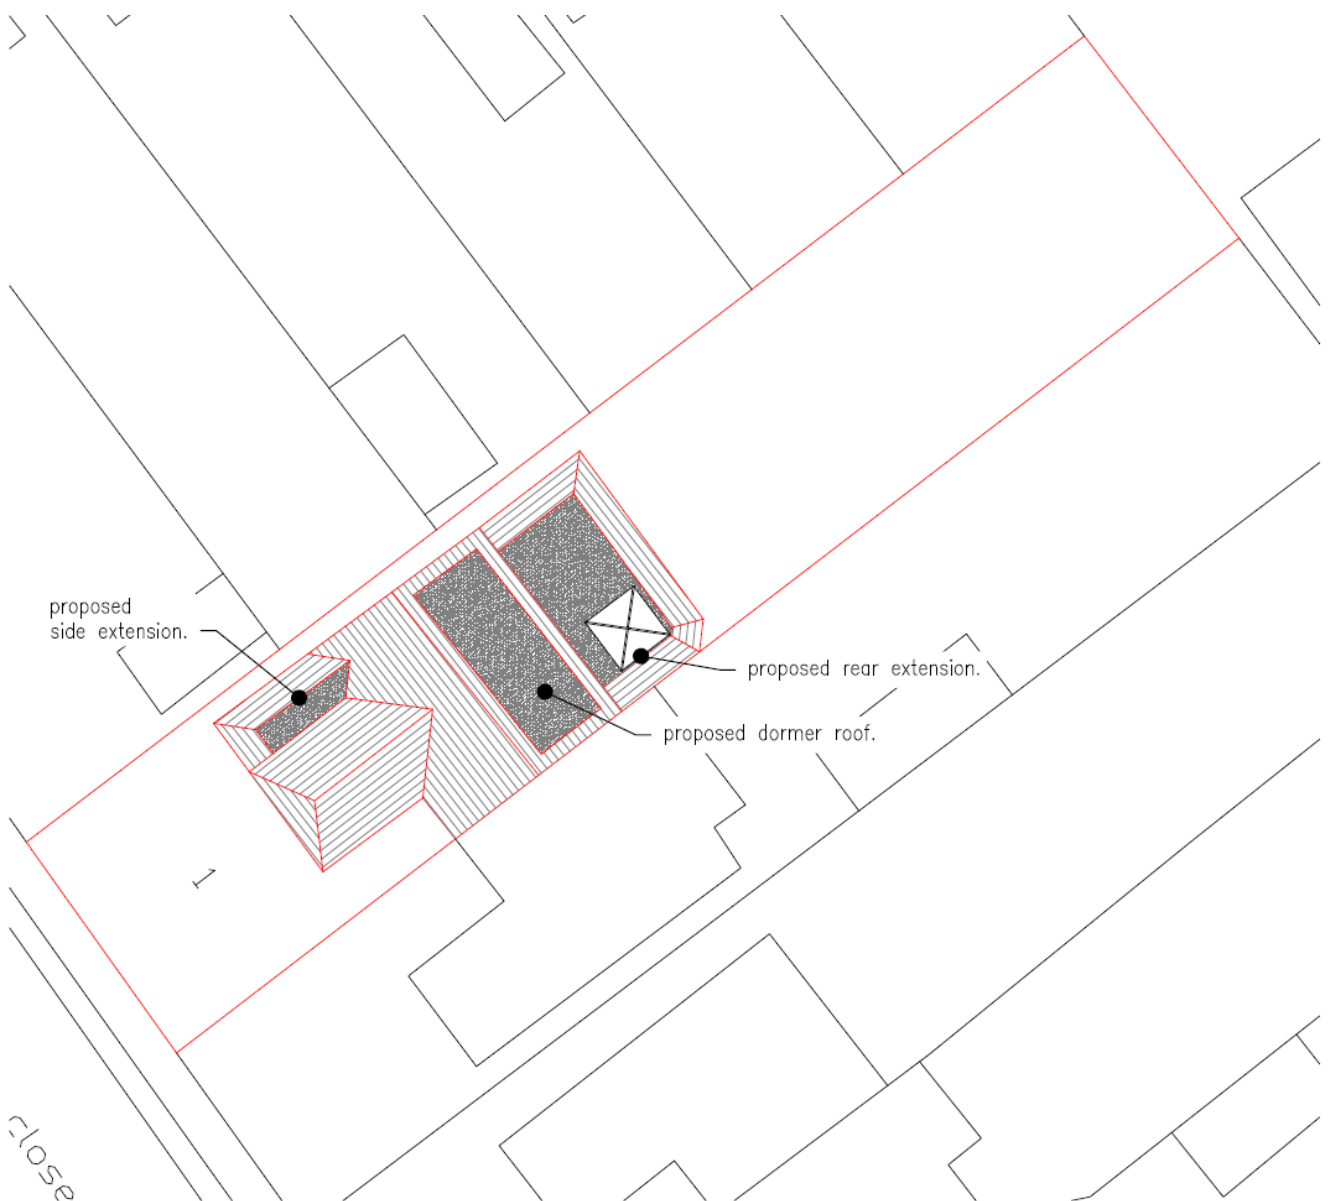 proposed
side extension.
proposed rear extension.
proposed dormer roof.
1
close